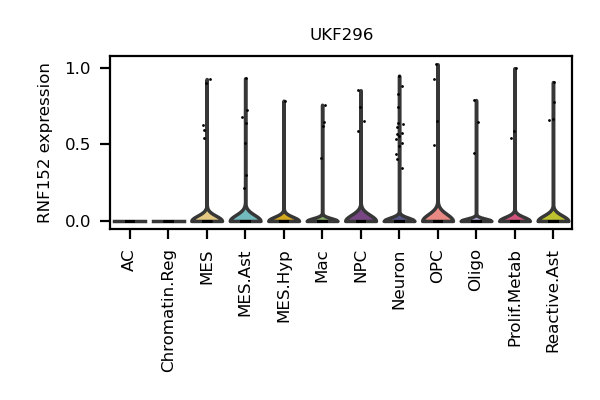 UKF296
RNF152 expression
1.0
0.5
0.0
AC
Chromatin.Reg
MES
MES.Ast
MES.Hyp
Mac
NPC
Neuron
OPC
Oligo
Prolif.Metab
Reactive.Ast